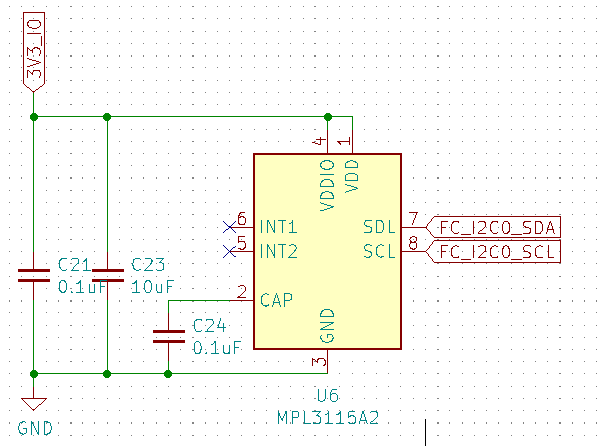 3V3_IO
4
1
VDDIO
VDD
6
INT1
SDL
7
FC_I2C0_SDA
5
INT2
SCL
8
FC_I2C0_SCL
C21
0.1uF
C23
10uF
2
CAP
C24
0.1uF
GND
3
U6
MPL3115A2
GND